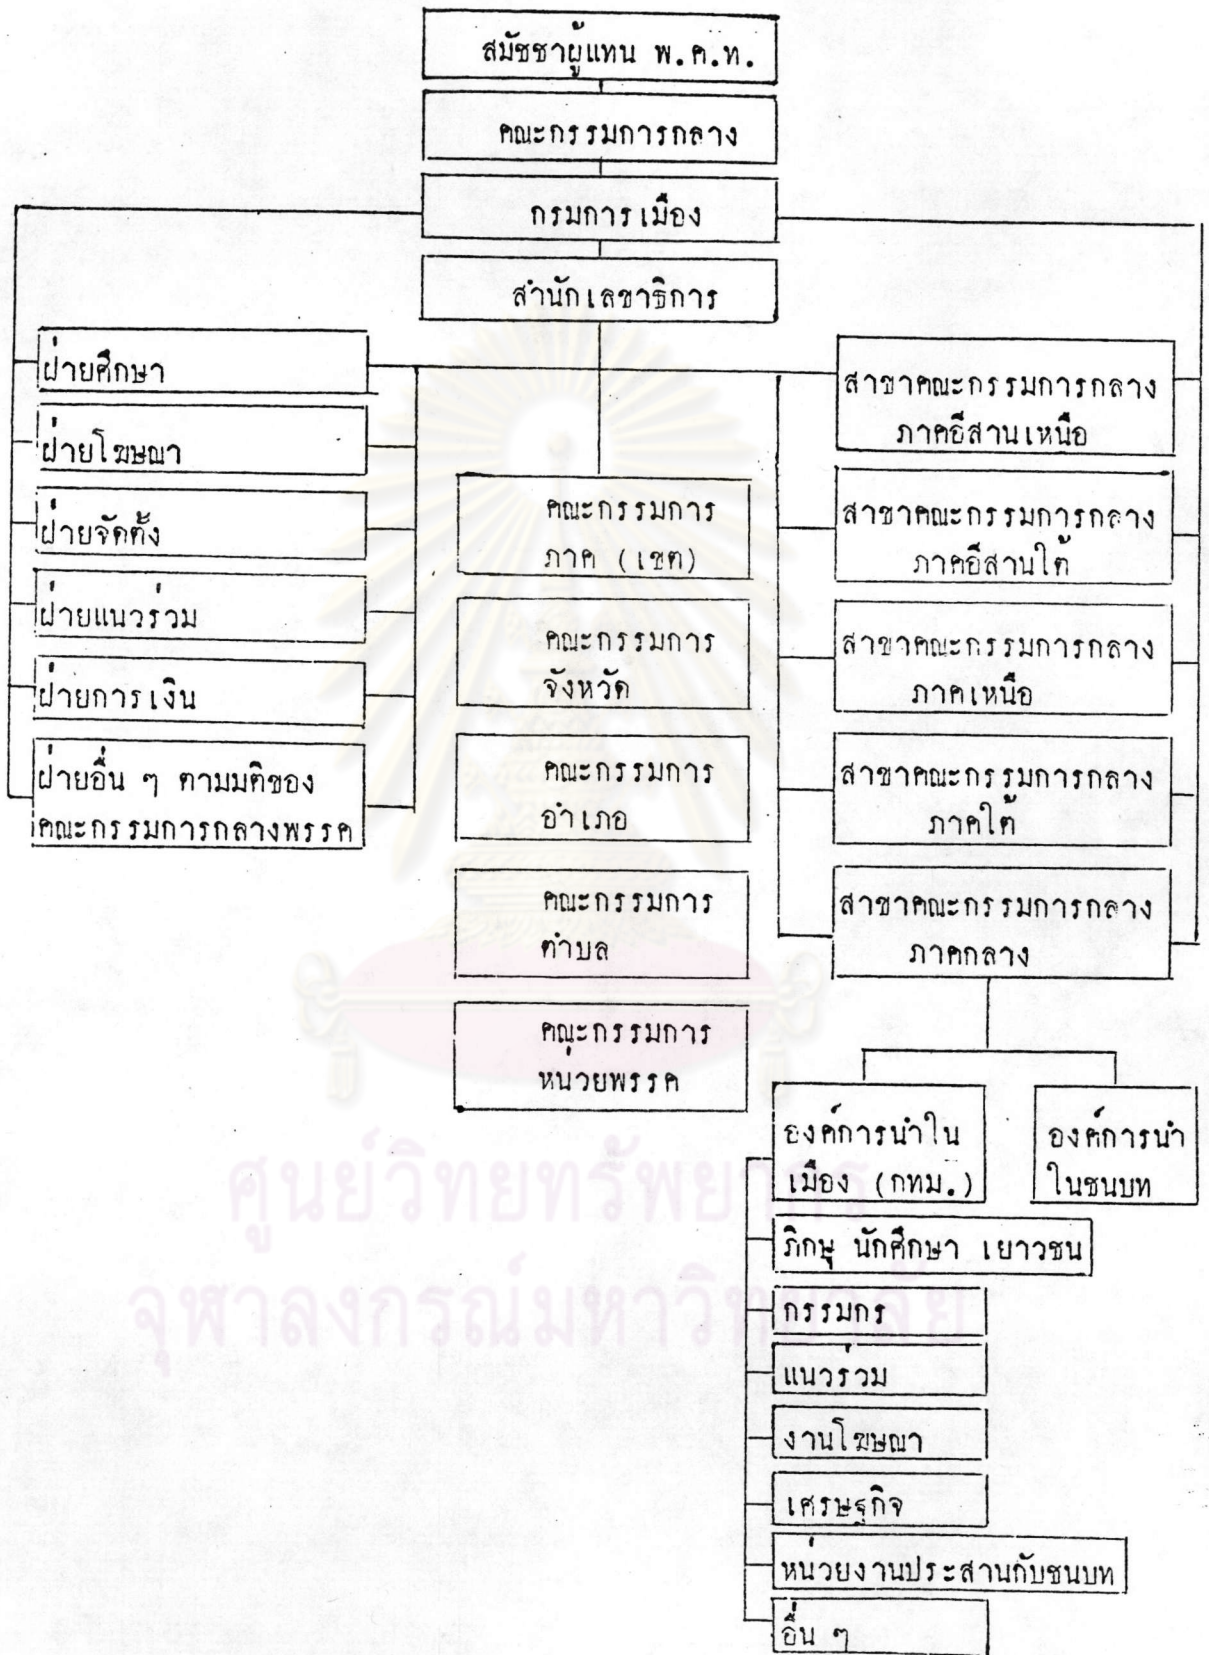 สมัชชาผู้แทน พ.ค.ท.
คณะกรรมการกลาง
กรมการเมือง
สำนักเลขาธิการ
ฝ่ายศึกษา
ฝ่ายโฆษณา
ฝ่ายจัดตั้ง
ฝ่ายแนวร่วม
ฝ่ายการเงิน
ฝ่ายอื่น ๆ ตามมติของ
คณะกรรมการกลางพรรค
คณะกรรมการ
ภาค (เขต)
คณะกรรมการ
จังหวัด
คณะกรรมการ
อำเภอ
คณะกรรมการ
ตำบล
คณะกรรมการ
หน่วยพรรค
สาขาคณะกรรมการกลาง
ภาคอีสานเหนือ
สาขาคณะกรรมการกลาง
ภาคอีสานใต้
สาขาคณะกรรมการกลาง
ภาคเหนือ
สาขาคณะกรรมการกลาง
ภาคใต้
สาขาคณะกรรมการกลาง
ภาคกลาง
องค์การนำใน
เมือง (กทม.)
องค์การนำ
ในชนบท
ภิกษุ นักศึกษา เยาวชน
กรรมกร
แนวร่วม
งานโฆษณา
เศรษฐกิจ
หน่วยงานประสานกับชนบท
อื่น ๆ
ศูนย์วิทยทรัพยากร
จุฬาลงกรณ์มหาวิทยาลัย